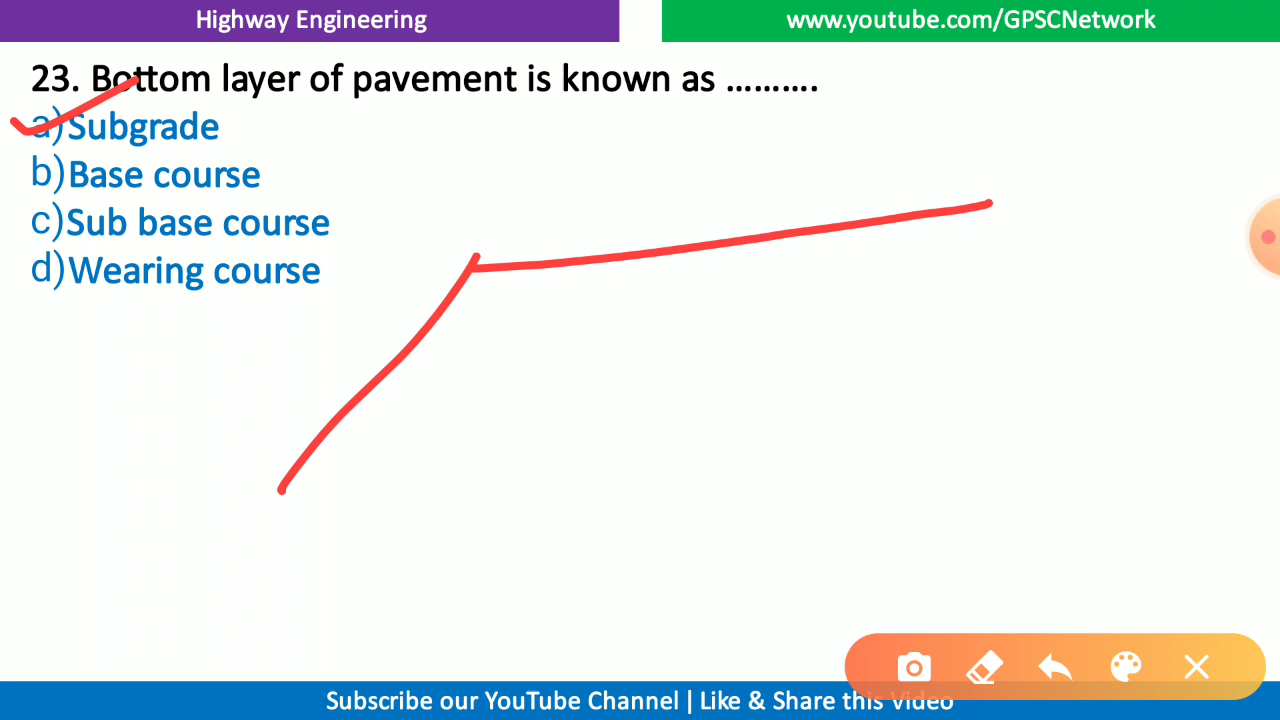 Highway Engineering
www.youtube.com/GPSCNetwork
23. Bottom layer of pavement is known as ……….
a) Subgrade
b) Base course
c) Sub base course
d) Wearing course
Subscribe our YouTube Channel | Like & Share this Video